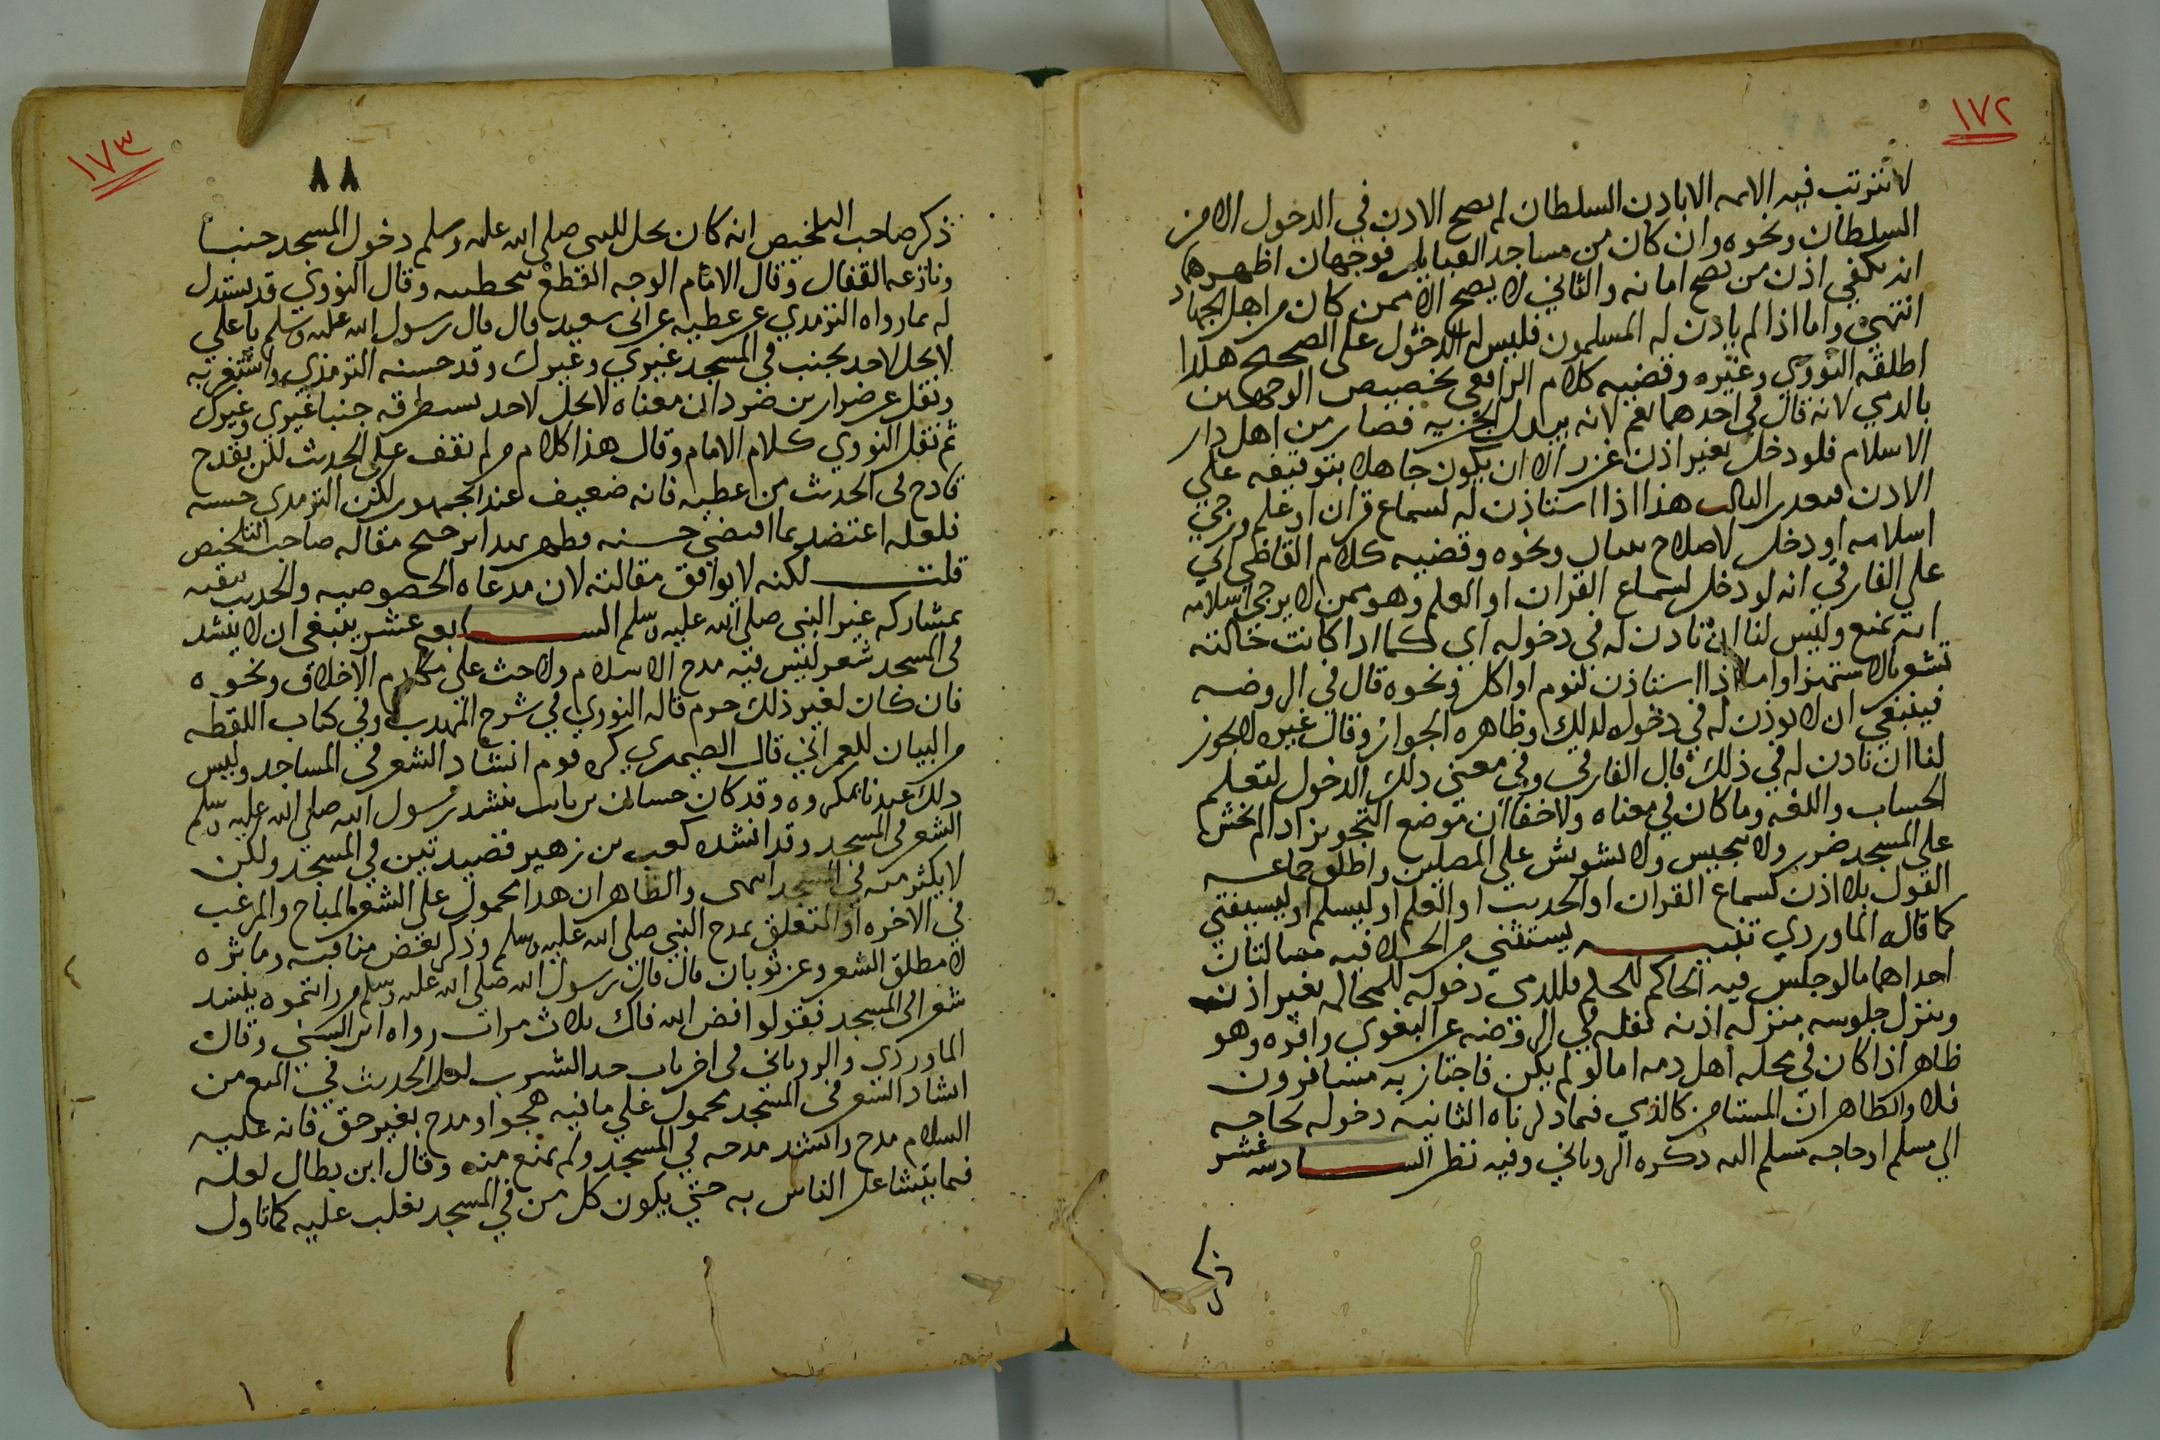 ١٧٢
لا تترتب فيه الايمه الا باذن السلطان لم يصح الاذن في الدخول الا من
السلطان ونحوه وان كان من مساجد القبايل فوجهان اظهرهما
انه يكفي اذن من يصح امانه والثاني لا يصح الا ممن كان من اهل الجهاد
انتهى واما اذا لم ياذن له المسلمون فليس له الدخول على الصحيح هكذا
اطلقه النووي وغيره وقضيه كلام الرافعي تخصيص الوجهين
بالذمي لانه قال في احدهما نعم لانه ببذل الجزيه فصار من اهل دار
الاسلام فلو دخل بغير اذن عزر الا ان يكون جاهلا بتوقيفه على
الاذن فيعذر الثالث هذا اذا استاذن له لسماع قران او علم ورجي
اسلامه او دخل لاصلاح بنيان ونحوه وقضيه كلام القاضي ابي
علي الفارقي انه لو دخل لسماع القران او العلم وهو ممن لا يرجى اسلامه
انه يمنع وليس لنا ان ناذن له في دخوله اي كما اذا كانت حالته
تشعر بالاستهزا واما اذا استاذن لنوم او اكل ونحوه قال في الروضه
فينبغي ان لا يوذن له في دخوله لذلك وظاهره الجواز وقال غيره لا يجوز
لنا ان ناذن له في ذلك قال الفارقي وفي معنى ذلك الدخول لتعلم
الحساب واللغه وما كان في معناه ولا خفا ان موضع التجويز اذا لم يخش
على المسجد ضرر ولا تنجيس ولا تشويش على المصلين واطلق جماعه
القول بلا اذن لسماع القران او الحديث او العلم او ليسلم او ليستفتي
كما قاله الماوردي تنبيه يستثني من الخلاف فيه مسالتان
احداهما ما لو جلس فيه الحاكم للحكم فللذمي دخوله للمحاكمه بغير اذن
وينزل جلوسه منزله اذنه نقله في الروضه عن البغوي واقره وهو
ظاهر اذا كان في محله اهل ذمه اما لو لم يكن فاجتاز به مسافرون
فلا والظاهر ان المستامن كالذمي فيما ذكرناه الثانيه دخوله لحاجه
الي مسلم او حاجه مسلم اليه ذكره الروياني وفيه نظر السادسه عشر
ذكر
١٧٣
٨٨
ذكر صاحب التلخيص انه كان يحل للنبي صلى الله عليه وسلم دخول المسجد جنبا
ونازعه القفال وقال الامام الوجه القطع بتخطيته وقال النووي قد يستدل
له بما رواه الترمذي عن عطيه عن ابي سعيد قال قال رسول الله عليه وسلم يا علي
لا يحل لاحد يجنب في المسجد غيري وغيرك وقد حسنه الترمذي واستغربه
ونقل عن ضرار بن صرد ان معناه لا يحل لاحد يستطرقه جنبا غيري وغيرك
ثم نقل النووي كلام الامام وقال هذا كلام من لم يقف على الحديث لكن يقدح
قادح في الحديث من عطيه فانه ضعيف عند الجمهور لكن الترمذي حسنه
فلعله اعتضد بما اقتضى حسنه فظهر بهذا ترجيح مقاله صاحب التلخيص
قلت لكنه لا يوافق مقالته لان مدعاه الخصوصيه والحديث يقتضيه
بمشاركه غير النبي صلى الله عليه وسلم السابع عشر ينبغي ان لا ينشد
في المسجد شعر ليس فيه مدح الاسلام ولا حث على مكارم الاخلاق ونحوه
فان كان لغير ذلك حرم قاله النووي في شرح المهذب وفي كتاب اللقطه
من البيان للعمراني قال الصيمري كره قوم انشاد الشعر في المساجد وليس
ذلك عندنا بمكروه وقد كان حسان بن ثابت ينشد رسول الله صلى الله عليه وسلم
الشعر في المسجد وقد انشده كعب بن زهير قصيدتين في المسجد ولكن
لا يكثر منه في المسجد انتهى والظاهر ان هذا محمول على الشعر المباح والمرغب
في الاخره او المتعلق بمدح النبي صلى الله عليه وسلم وذكر بعض مناقبه وماثره
لا مطلق الشعر وعن ثوبان قال قال رسول الله صلى الله عليه وسلم من رايتموه ينشد
شعرا في المسجد فقولوا فض الله فاك ثلاث مرات رواه ابن السني وقال
الماوردي والروياني في اخر باب حد الشرب لعل الحديث في المنع من
انشاد الشعر في المسجد محمول على ما فيه هجو او مدح بغير حق فانه عليه
السلام مدح وانشد مدحه في المسجد ولم يمنع منه وقال ابن بطال لعله
فيما يتشاغل الناس به حتى يكون كل من في المسجد يغلب عليه كما تاول